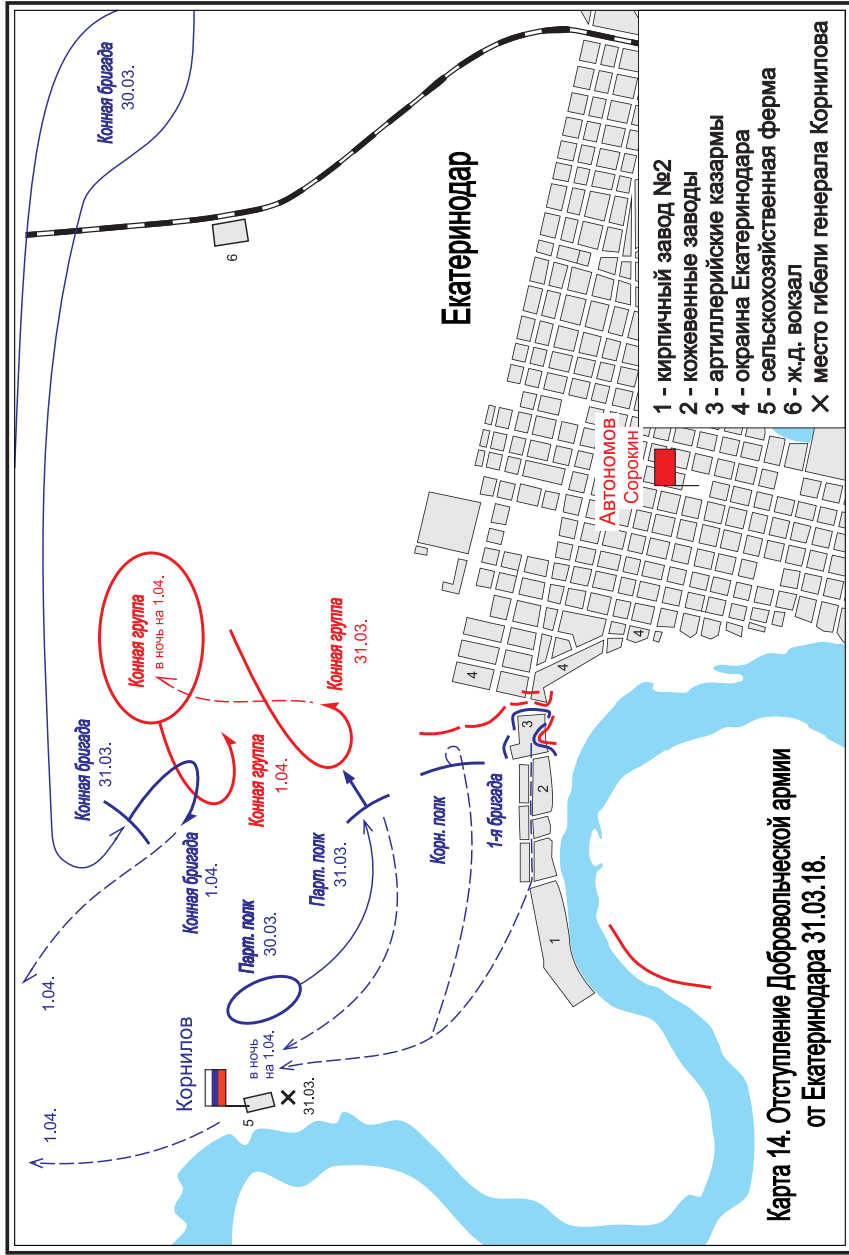 Конная бригада
30.03.
6
Екатеринодар
Конная бригада
31.03.
Конная группа
в ночь на 1.04.
Конная группа
31.03.
Конная группа
1.04.
Конная бригада
1.04.
1.04.
Парт. полк
31.03.
Парт. полк
30.03.
Корн. полк
1-я бригада
Корнилов
в ночь
на 1.04.
5
31.03.
1.04.
Автономов
Сорокин
4
4
4
3
2
1
Карта 14. Отступление Добровольческой армии
от Екатеринодара 31.03.18.
1 - кирпичный завод №2
2 - кожевенные заводы
3 - артиллерийские казармы
4 - окраина Екатеринодара
5 - сельскохозяйственная ферма
6 - ж.д. вокзал
× место гибели генерала Корнилова